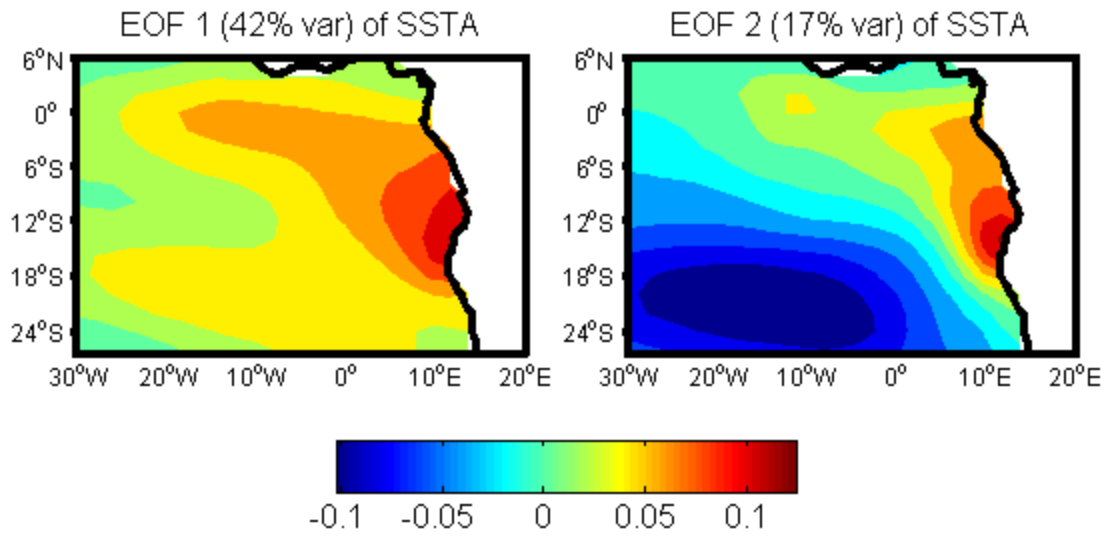 EOF 1 (42% var) of SSTA
EOF 2 (17% var) of SSTA
6°N
0°
6°S
12°S
18°S
24°S
30°W 20°W 10°W 0° 10°E 20°E
6°N
0°
6°S
12°S
18°S
24°S
30°W 20°W 10°W 0° 10°E 20°E
-0.1 -0.05 0 0.05 0.1